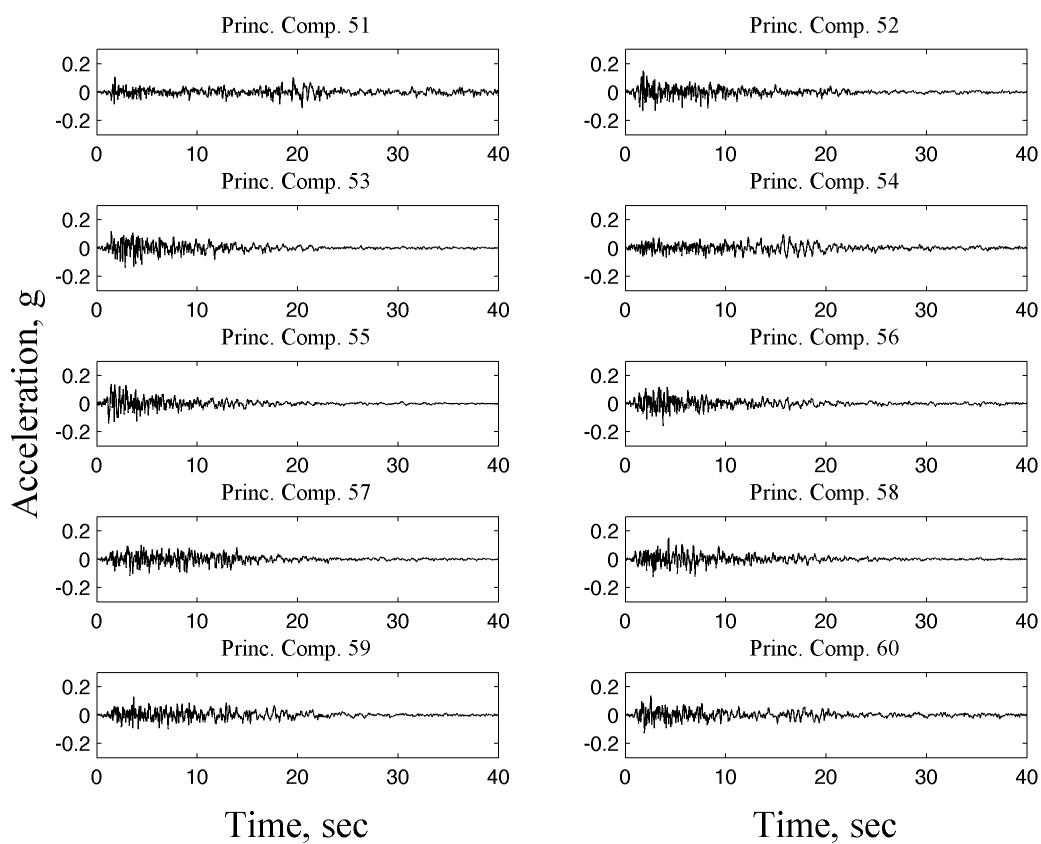 Princ. Comp. 51
Princ. Comp. 52
0.2
0
-0.2
0 10 20 30 40
0.2
0
-0.2
0 10 20 30 40
Princ. Comp. 53
Princ. Comp. 54
0.2
0
-0.2
0 10 20 30 40
0.2
0
-0.2
0 10 20 30 40
Princ. Comp. 55
Princ. Comp. 56
0.2
0
-0.2
0 10 20 30 40
0.2
0
-0.2
0 10 20 30 40
Princ. Comp. 57
Princ. Comp. 58
0.2
0
-0.2
0 10 20 30 40
0.2
0
-0.2
0 10 20 30 40
Princ. Comp. 59
Princ. Comp. 60
0.2
0
-0.2
0 10 20 30 40
0.2
0
-0.2
0 10 20 30 40
Acceleration, g
Time, sec
Time, sec